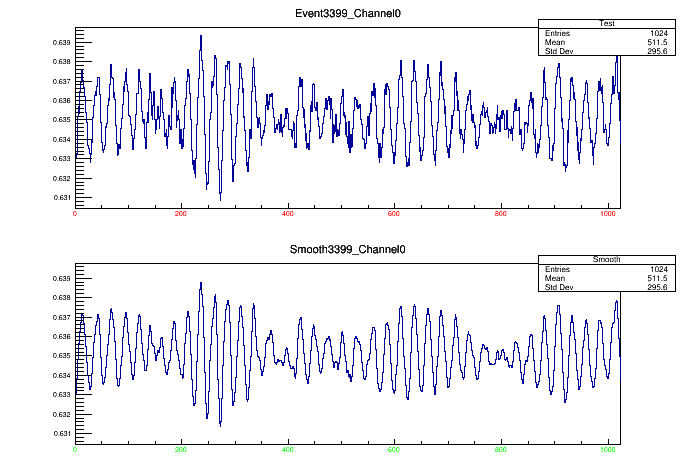 Event3399_Channel0
Test
Entries 1024
Mean 511.5
Std Dev 295.6
0.639
0.638
0.637
0.636
0.635
0.634
0.633
0.632
0.631
0 200 400 600 800 1000
Smooth3399_Channel0
Smooth
Entries 1024
Mean 511.5
Std Dev 295.6
0.639
0.638
0.637
0.636
0.635
0.634
0.633
0.632
0.631
0 200 400 600 800 1000